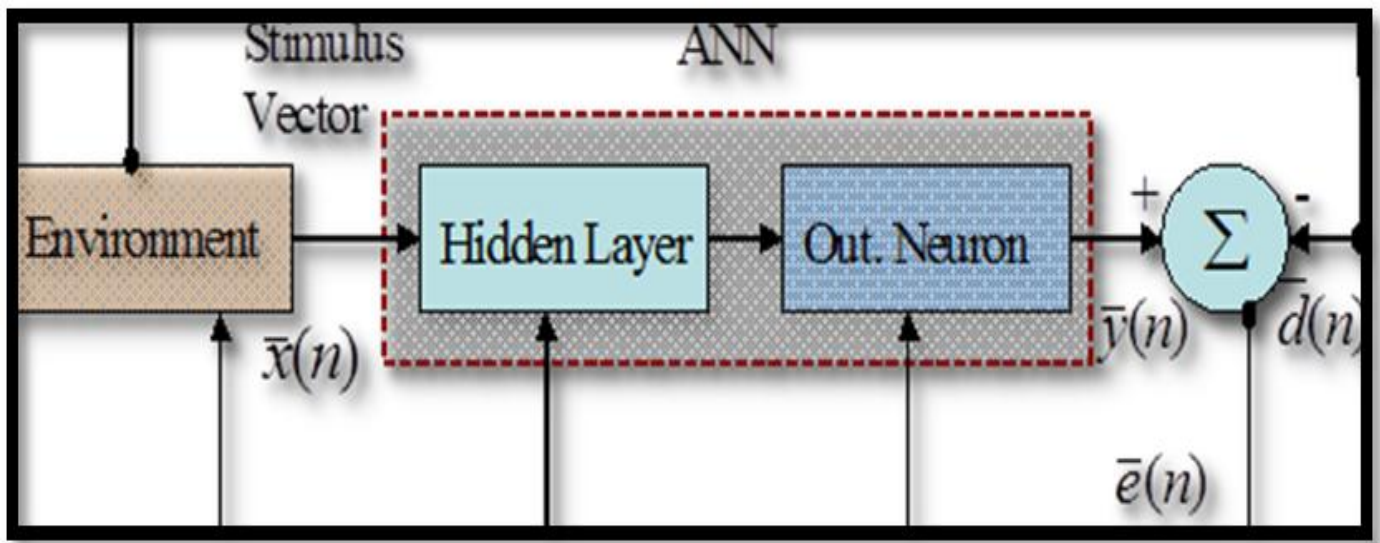 Stimulus
Vector
ANN
Environment
Hidden Layer
Out. Neuron
+
Σ
-
x̄(n)
ȳ(n)
d̄(n)
ē(n)